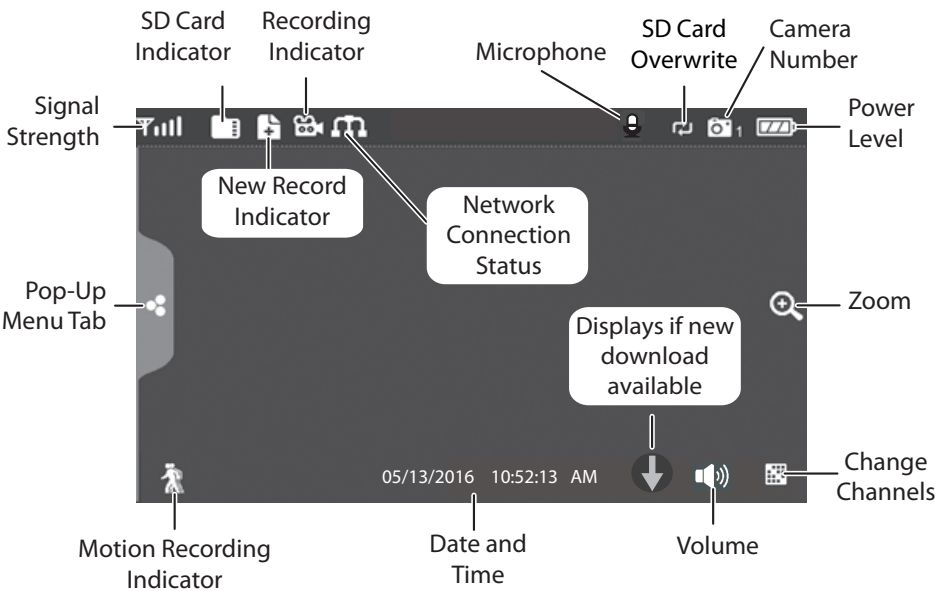 SD Card
Indicator
Recording
Indicator
Microphone
SD Card
Overwrite
Camera
Number
Signal
Strength
Power
Level
1
New Record
Indicator
Network
Connection
Status
Pop-Up
Menu Tab
Zoom
Displays if new
download
available
05/13/2016 10:52:13 AM
Change
Channels
Motion Recording
Indicator
Date and
Time
Volume